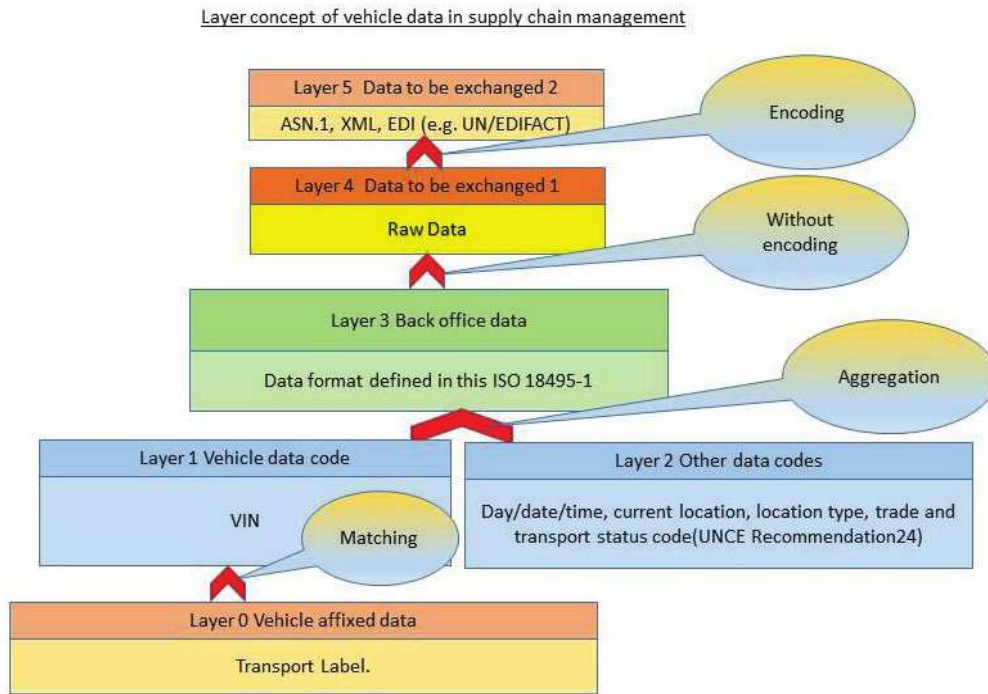 Layer concept of vehicle data in supply chain management
Layer 5 Data to be exchanged 2
ASN.1, XML, EDI (e.g. UN/EDIFACT)
Encoding
Layer 4 Data to be exchanged 1
Raw Data
Without
encoding
Layer 3 Back office data
Data format defined in this ISO 18495-1
Aggregation
Layer 1 Vehicle data code
VIN
Layer 2 Other data codes
Day/date/time, current location, location type, trade and
transport status code(UNCE Recommendation24)
Matching
Layer 0 Vehicle affixed data
Transport Label.